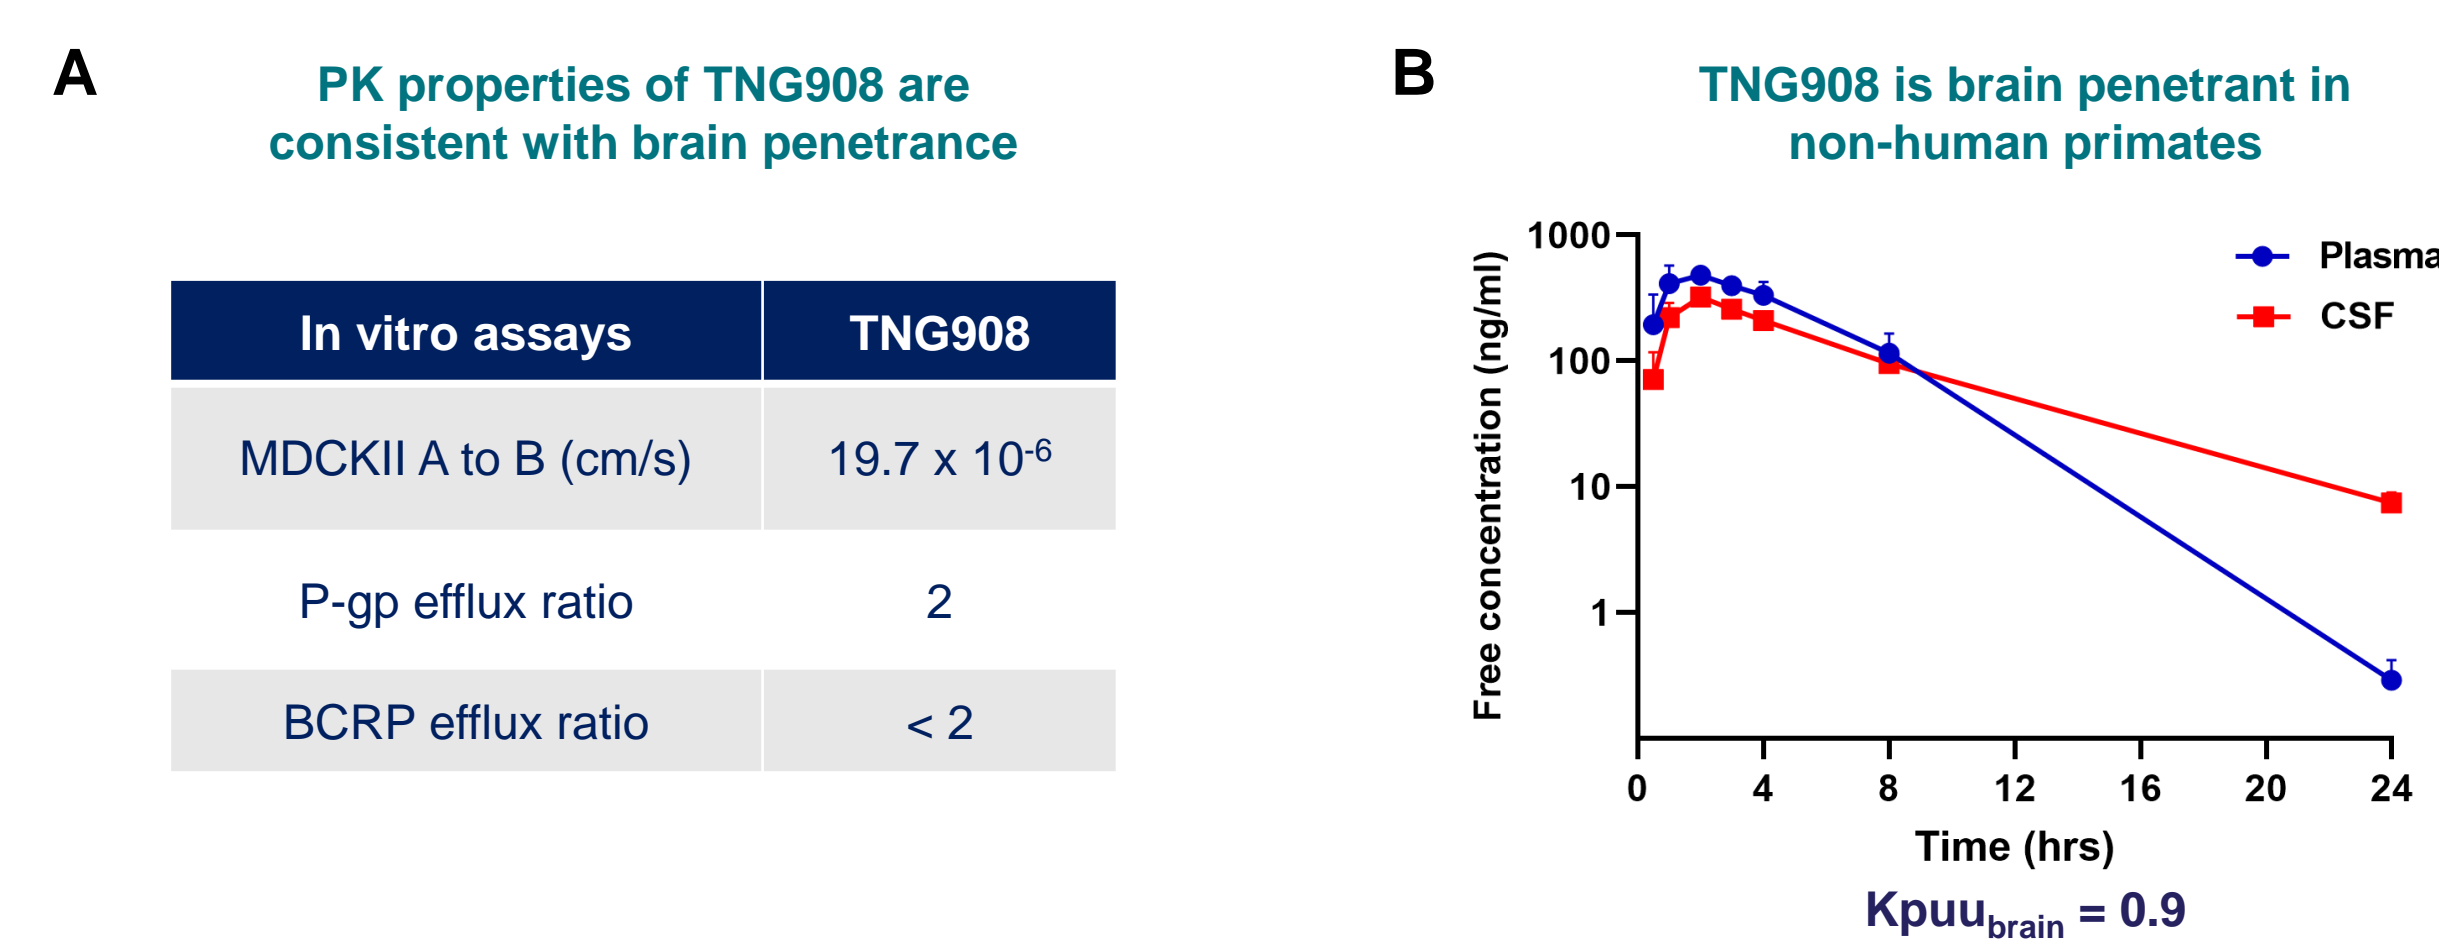 A
PK properties of TNG908 are
consistent with brain penetrance
In vitro assays TNG908
MDCKII A to B (cm/s) 19.7 x 10⁻⁶
P-gp efflux ratio 2
BCRP efflux ratio < 2
B
TNG908 is brain penetrant in
non-human primates
Free concentration (ng/ml)
1000
100
10
1
Plasma
CSF
0 4 8 12 16 20 24
Time (hrs)
Kpuubrain = 0.9